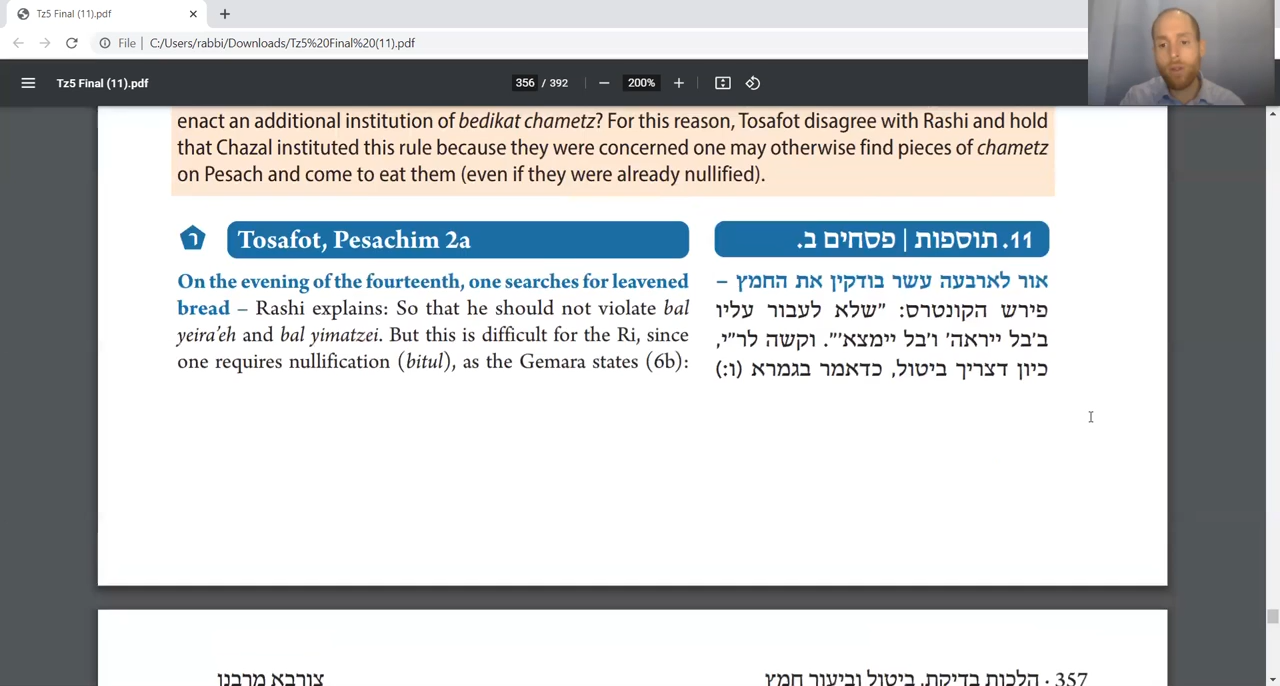 Tz5 Final (11).pdf
File | C:/Users/rabbi/Downloads/Tz5%20Final%20(11).pdf
Tz5 Final (11).pdf
356 / 392
200%
enact an additional institution of bedikat chametz? For this reason, Tosafot disagree with Rashi and hold
that Chazal instituted this rule because they were concerned one may otherwise find pieces of chametz
on Pesach and come to eat them (even if they were already nullified).
ר
Tosafot, Pesachim 2a
On the evening of the fourteenth, one searches for leavened
bread – Rashi explains: So that he should not violate bal
yeira'eh and bal yimatzei. But this is difficult for the Ri, since
one requires nullification (bitul), as the Gemara states (6b):
11. תוספות | פסחים ב.
אור לארבעה עשר בודקין את החמץ –
פירש הקונטרס: "שלא לעבור עליו
ב'בל ייראה' ו'בל יימצא'". וקשה לר"י,
כיון דצריך ביטול, כדאמר בגמרא (ו:)
357 · הלכות בדיקת, ביטול וביעור חמץ
צורבא מרבנן